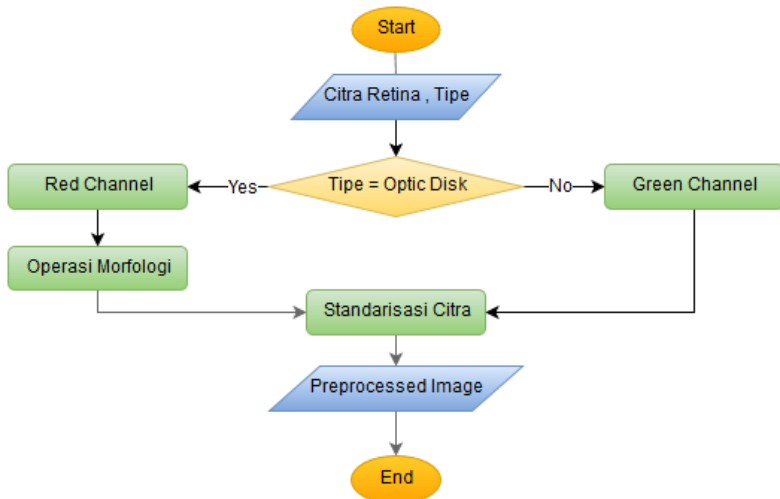 Start
Citra Retina , Tipe
Tipe = Optic Disk
Yes
No
Red Channel
Green Channel
Operasi Morfologi
Standarisasi Citra
Preprocessed Image
End